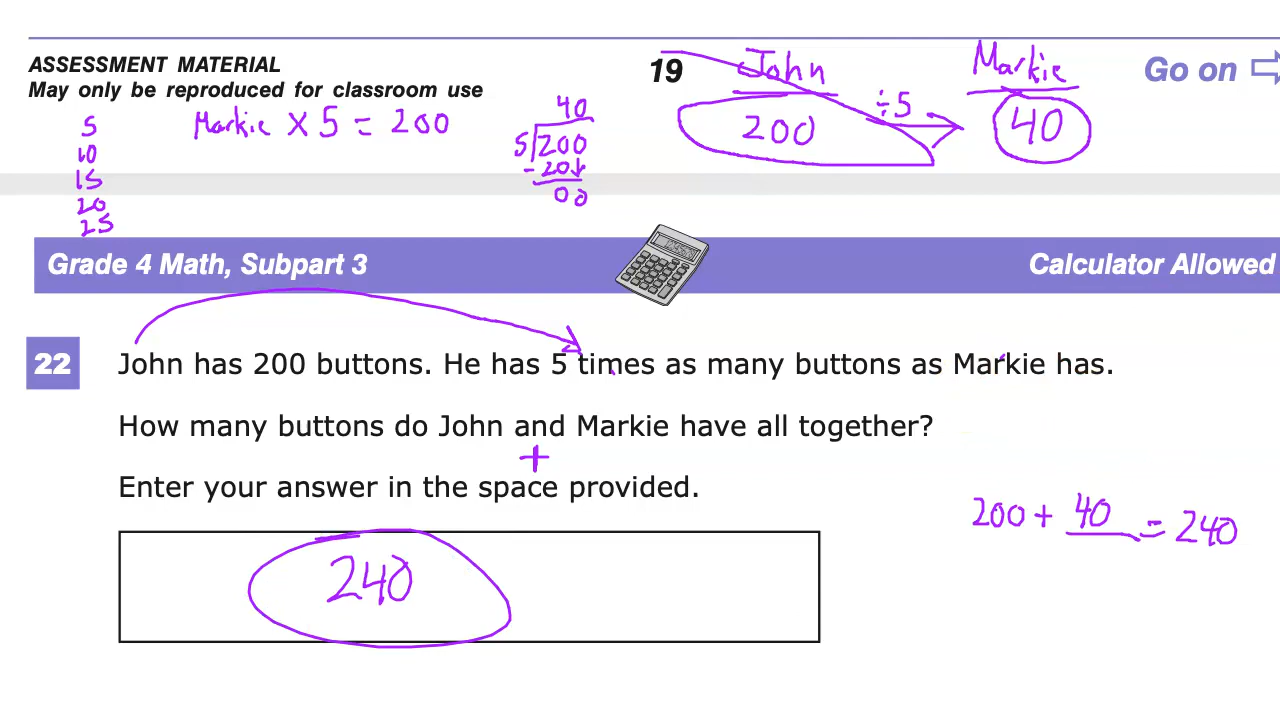 ASSESSMENT MATERIAL
May only be reproduced for classroom use
19
Go on
John
Markie
200
÷5
40
Markie × 5 = 200
5
10
15
20
25
40
5 200
- 20
00
Grade 4 Math, Subpart 3
Calculator Allowed
22
John has 200 buttons. He has 5 times as many buttons as Markie has.
How many buttons do John and Markie have all together?
+
Enter your answer in the space provided.
200 + 40 = 240
240